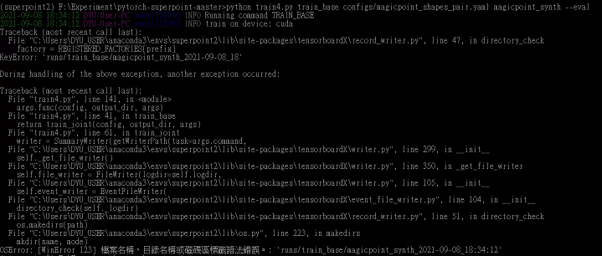 (superpoint2) F:\Experiment\pytorch-superpoint-master>python train4.py train_base configs/magicpoint_shapes_pair.yaml magicpoint_synth --eval
09-08 18:34:12 DYU-User-PC INFO Running command TRAIN_BASE
2021-09-08 18:34:12 DYU-User-PC INFO train on device: cuda
Traceback (most recent call last):
File "C:\Users\DYU_USER\anaconda3\envs\superpoint2\lib\site-packages\tensorboardX\record_writer.py", line 47, in directory_check
factory = REGISTERED_FACTORIES[prefix]
KeyError: 'runs/train_base/magicpoint_synth_2021-09-08_18'
During handling of the above exception, another exception occurred:
Traceback (most recent call last):
File "train4.py", line 141, in <module>
args.func(config, output_dir, args)
File "train4.py", line 41, in train_base
return train_joint(config, output_dir, args)
File "train4.py", line 61, in train_joint
writer = SummaryWriter(getWriterPath(task=args.command,
File "C:\Users\DYU_USER\anaconda3\envs\superpoint2\lib\site-packages\tensorboardX\writer.py", line 299, in __init__
self._get_file_writer()
File "C:\Users\DYU_USER\anaconda3\envs\superpoint2\lib\site-packages\tensorboardX\writer.py", line 350, in _get_file_writer
self.file_writer = FileWriter(logdir=self.logdir,
File "C:\Users\DYU_USER\anaconda3\envs\superpoint2\lib\site-packages\tensorboardX\writer.py", line 105, in __init__
self.event_writer = EventFileWriter(
File "C:\Users\DYU_USER\anaconda3\envs\superpoint2\lib\site-packages\tensorboardX\event_file_writer.py", line 104, in __init__
directory_check(self._logdir)
File "C:\Users\DYU_USER\anaconda3\envs\superpoint2\lib\site-packages\tensorboardX\record_writer.py", line 51, in directory_check
os.makedirs(path)
File "C:\Users\DYU_USER\anaconda3\envs\superpoint2\lib\os.py", line 223, in makedirs
mkdir(name, mode)
OSError: [WinError 123] 檔案名稱、目錄名稱或磁碟區標籤語法錯誤。: 'runs/train_base/magicpoint_synth_2021-09-08_18:34:12'